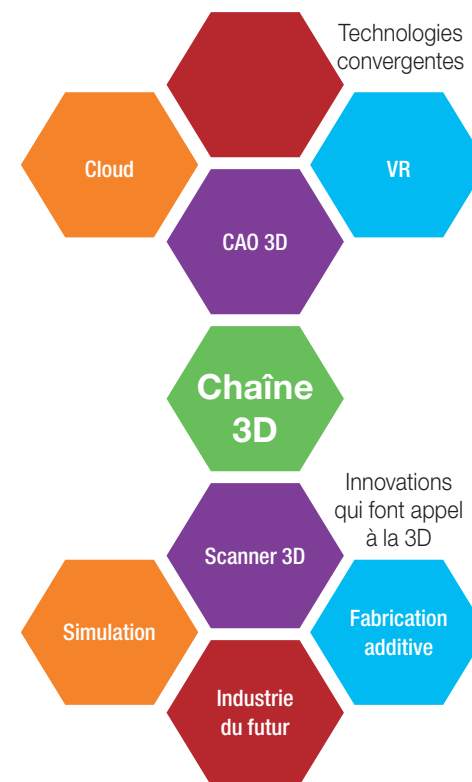 Technologies
convergentes
Cloud
VR
CAO 3D
Chaîne
3D
Innovations
qui font appel
à la 3D
Scanner 3D
Simulation
Fabrication
additive
Industrie
du futur